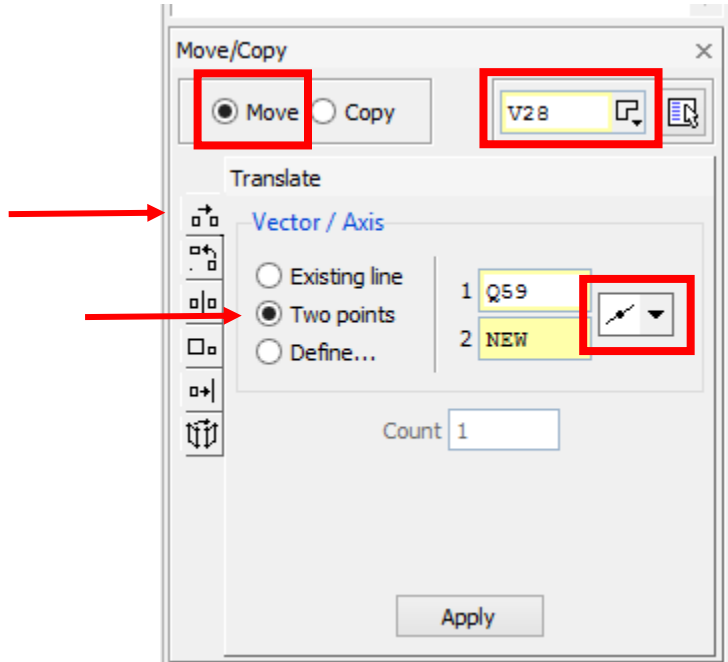 Move/Copy
Move Copy V28
Translate
Vector / Axis
Existing line
Two points
Define...
1 Q59
2 NEW
Count 1
Apply